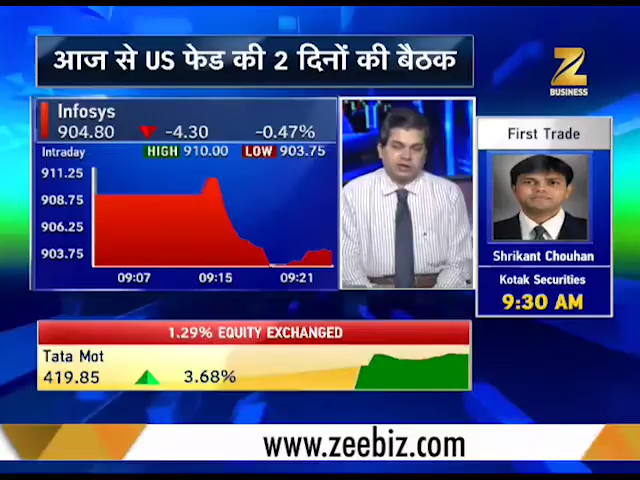 आज से US फेड की 2 दिनों की बैठक
Z
BUSINESS
Infosys
904.80 -4.30 -0.47%
Intraday HIGH 910.00 LOW 903.75
911.25
908.75
906.25
903.75
09:07 09:15 09:21
First Trade
Shrikant Chouhan
Kotak Securities
9:30 AM
1.29% EQUITY EXCHANGED
Tata Mot
419.85 3.68%
www.zeebiz.com